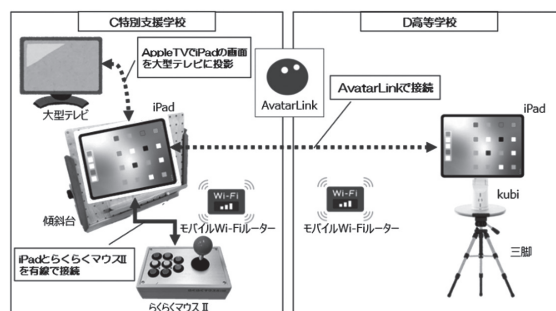 C特別支援学校
D高等学校
AppleTVでiPadの画面
を大型テレビに投影
大型テレビ
iPad
AvatarLink
AvatarLinkで接続
iPad
傾斜台
Wi-Fi
モバイルWi-Fiルーター
Wi-Fi
モバイルWi-Fiルーター
kubi
三脚
iPadとらくらくマウスⅡ
を有線で接続
らくらくマウスⅡ